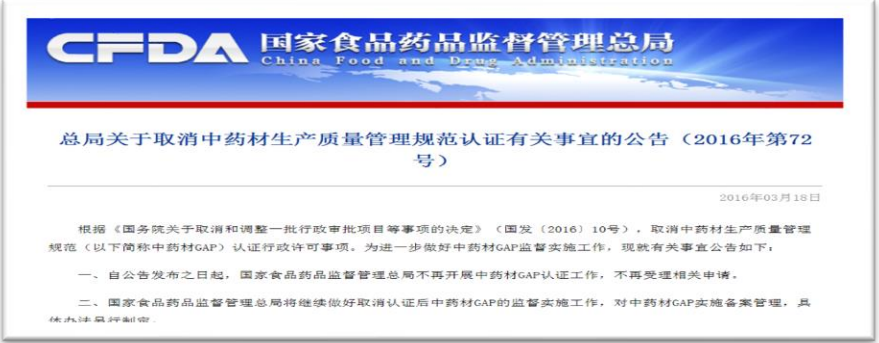 CFDA 国家食品药品监督管理总局
China Food and Drug Administration
总局关于取消中药材生产质量管理规范认证有关事宜的公告（2016年第72
号）
2016年03月18日
根据《国务院关于取消和调整一批行政审批项目等事项的决定》（国发〔2016〕10号），取消中药材生产质量管理
规范（以下简称中药材GAP）认证行政许可事项。为进一步做好中药材GAP监督实施工作，现就有关事宜公告如下：
一、自公告发布之日起，国家食品药品监督管理总局不再开展中药材GAP认证工作，不再受理相关申请。
二、国家食品药品监督管理总局将继续做好取消认证后中药材GAP的监督实施工作，对中药材GAP实施备案管理，具
体办法另行制定。